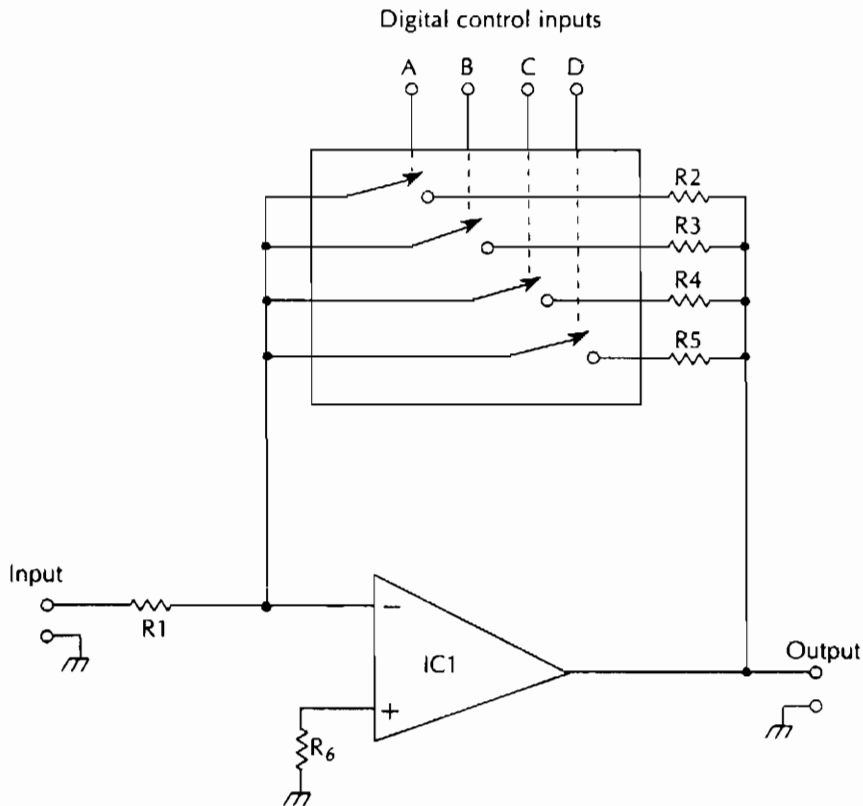 Digital control inputs
A B C D
R2
R3
R4
R5
Input
R1
−
IC1
+
R6
Output